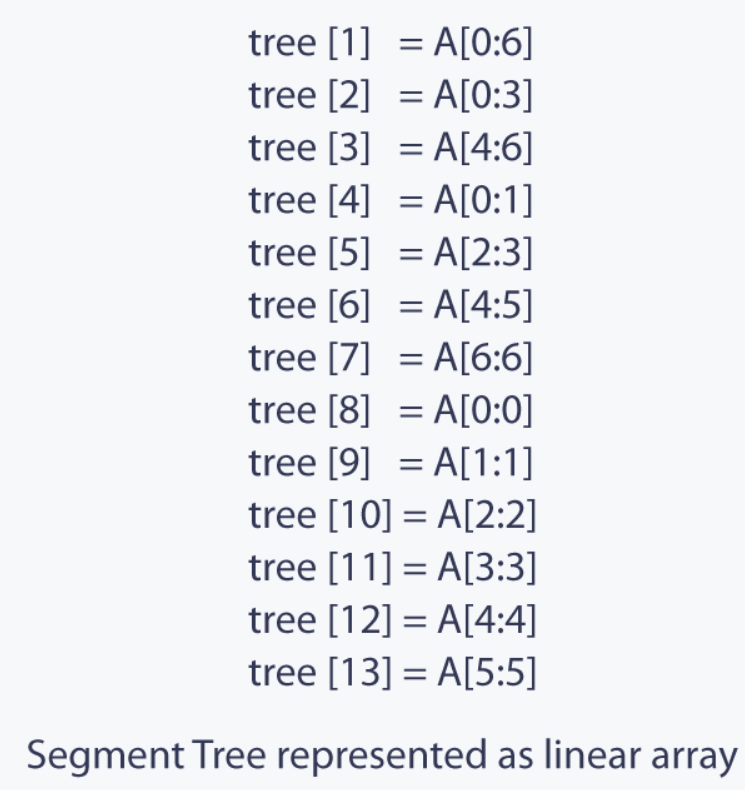 tree [1] = A[0:6]
tree [2] = A[0:3]
tree [3] = A[4:6]
tree [4] = A[0:1]
tree [5] = A[2:3]
tree [6] = A[4:5]
tree [7] = A[6:6]
tree [8] = A[0:0]
tree [9] = A[1:1]
tree [10] = A[2:2]
tree [11] = A[3:3]
tree [12] = A[4:4]
tree [13] = A[5:5]
Segment Tree represented as linear array